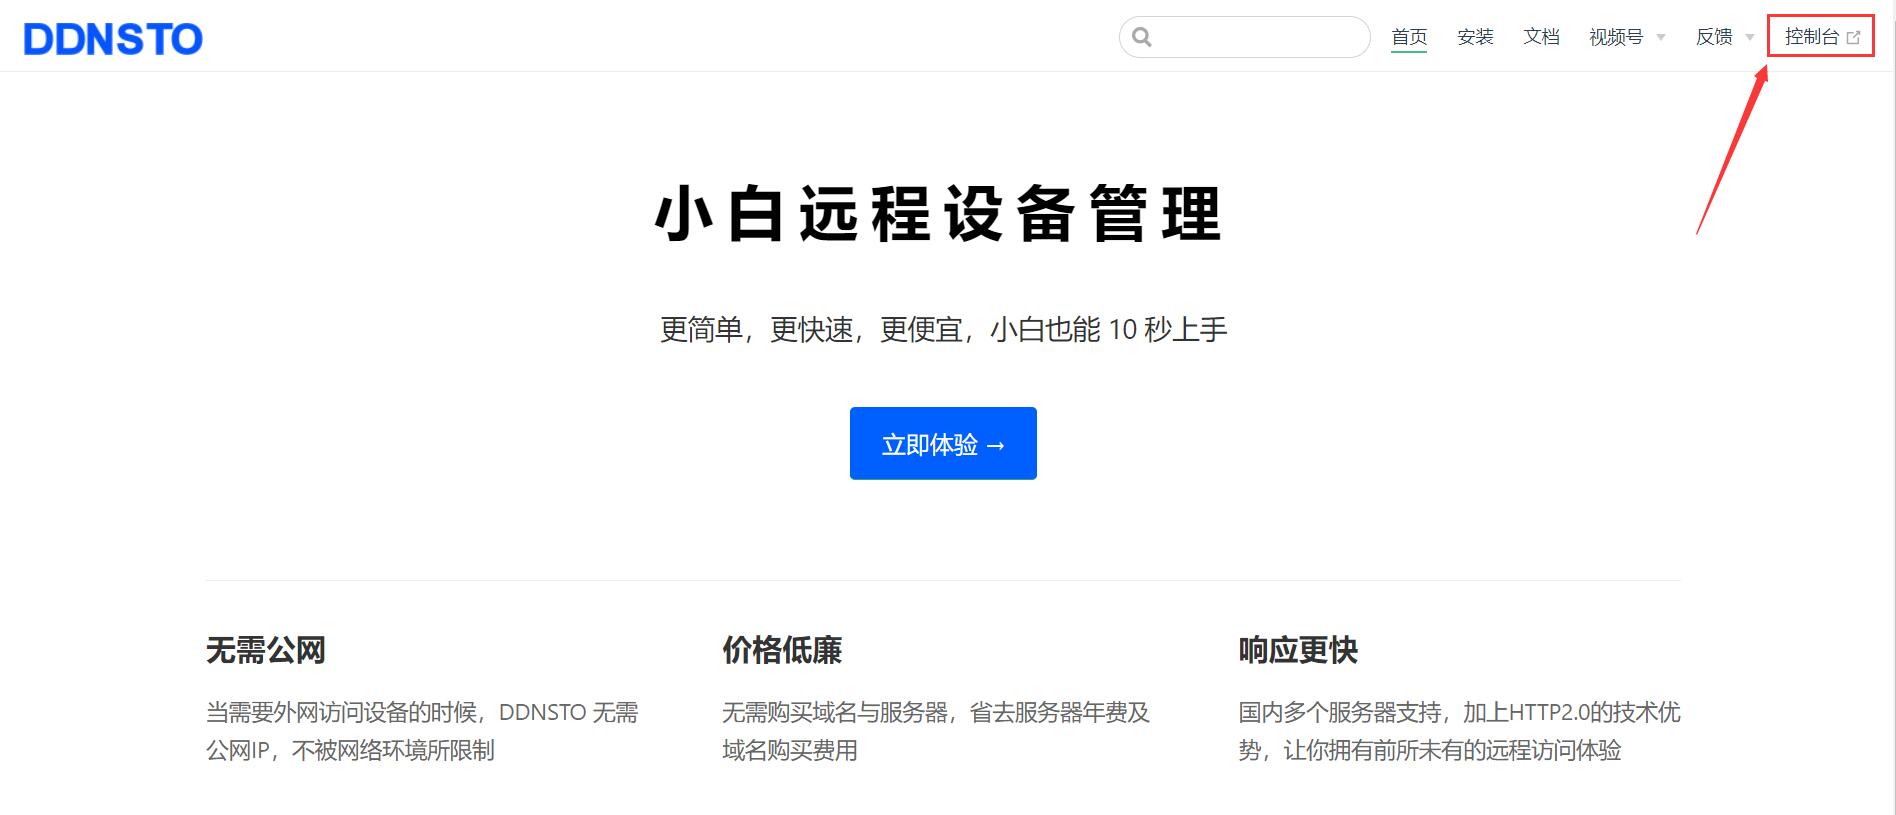 DDNSTO
首页 安装 文档 视频号 反馈 控制台
小白远程设备管理
更简单，更快速，更便宜，小白也能 10 秒上手
立即体验 →
无需公网
当需要外网访问设备的时候，DDNSTO 无需
公网IP，不被网络环境所限制
价格低廉
无需购买域名与服务器，省去服务器年费及
域名购买费用
响应更快
国内多个服务器支持，加上HTTP2.0的技术优
势，让你拥有前所未有的远程访问体验